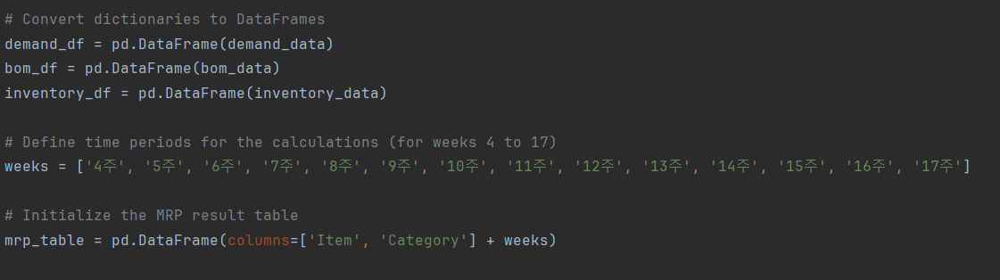 # Convert dictionaries to DataFrames
demand_df = pd.DataFrame(demand_data)
bom_df = pd.DataFrame(bom_data)
inventory_df = pd.DataFrame(inventory_data)
# Define time periods for the calculations (for weeks 4 to 17)
weeks = ['4주', '5주', '6주', '7주', '8주', '9주', '10주', '11주', '12주', '13주', '14주', '15주', '16주', '17주']
# Initialize the MRP result table
mrp_table = pd.DataFrame(columns=['Item', 'Category'] + weeks)